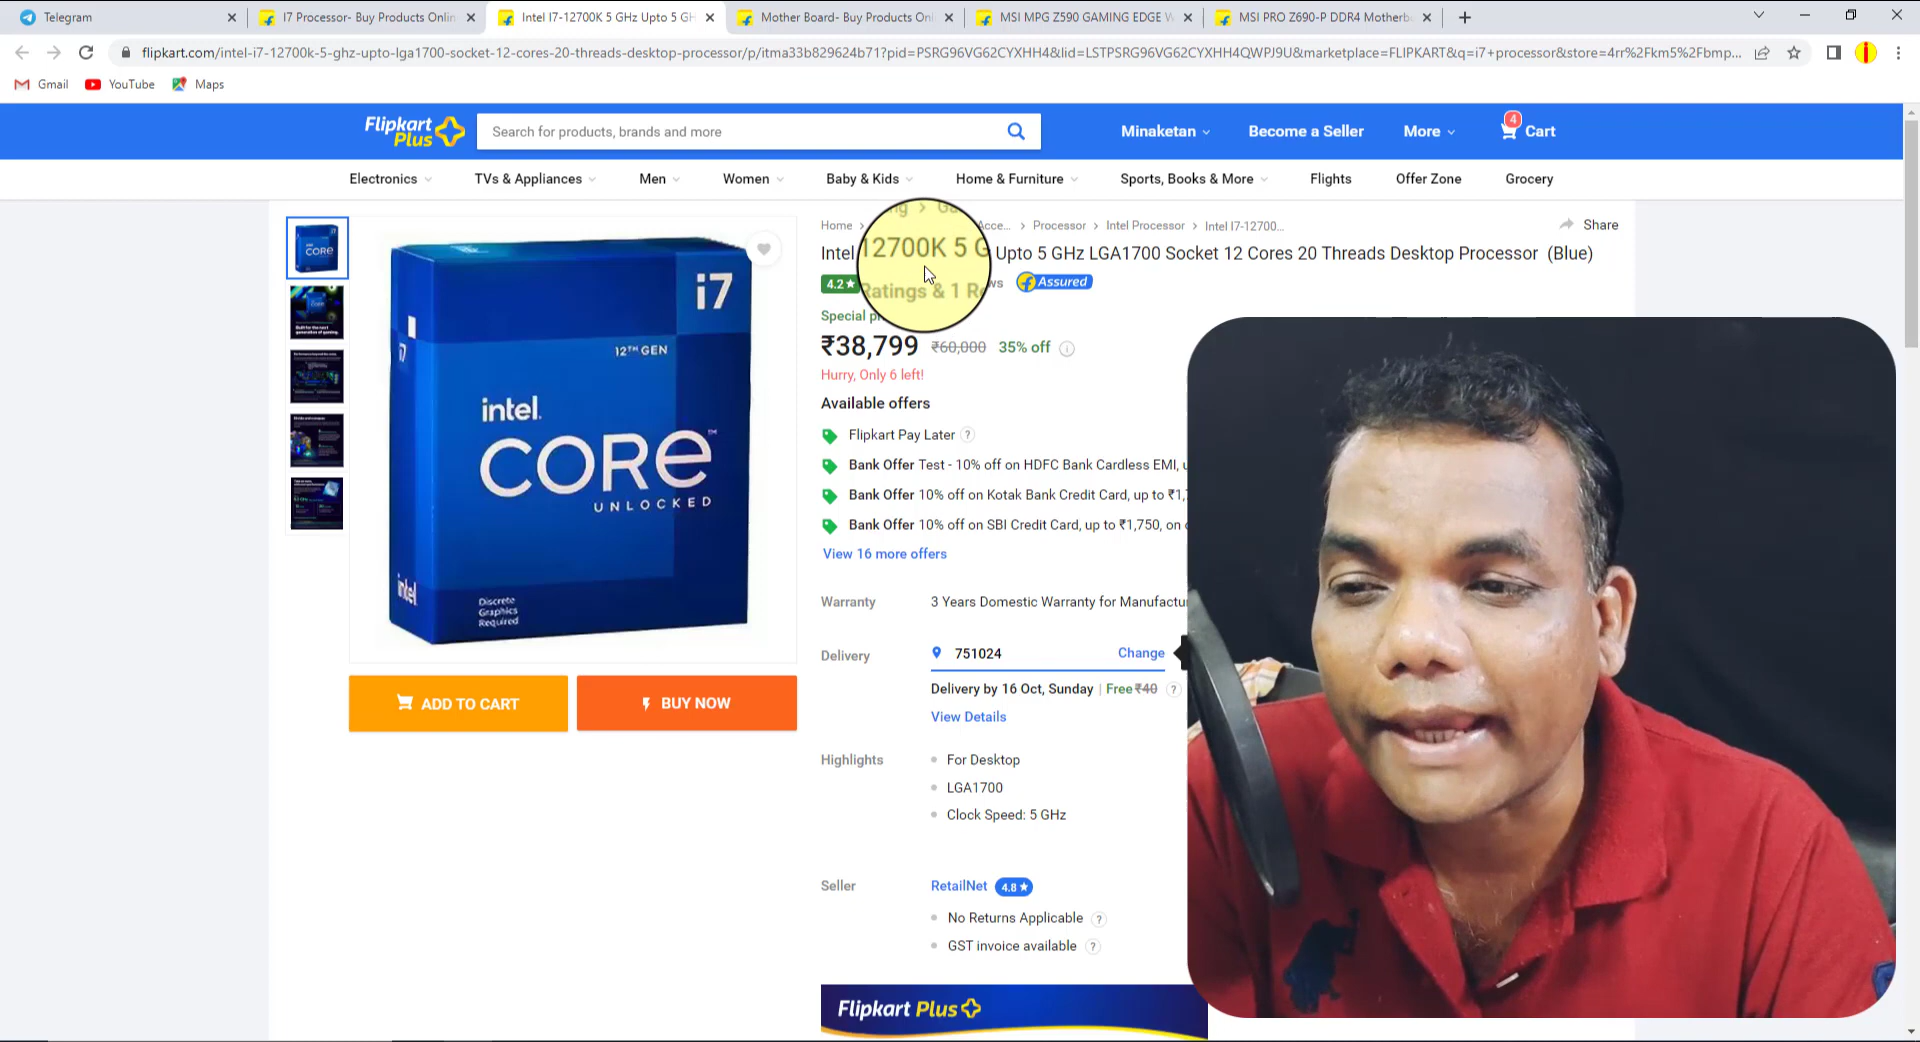 Telegram
I7 Processor- Buy Products Onlin
Intel I7-12700K 5 GHz Upto 5 GH
Mother Board- Buy Products Oni
MSI MPG Z590 GAMING EDGE W
MSI PRO Z690-P DDR4 Motherb
flipkart.com/intel-i7-12700k-5-ghz-upto-lga1700-socket-12-cores-20-threads-desktop-processor/p/itma33b829624b71?pid=PSRG96VG62CYXHH4&lid=LSTPSRG96VG62CYXHH4QWPJ9U&marketplace=FLIPKART&q=i7+processor&store=4rr%2Fkm5%2Fbmp...
Gmail
YouTube
Maps
Flipkart
Plus
Search for products, brands and more
Minaketan
Become a Seller
More
4
Cart
Electronics
TVs & Appliances
Men
Women
Baby & Kids
Home & Furniture
Sports, Books & More
Flights
Offer Zone
Grocery
Home
ng > Ga
Acce...
Processor
Intel Processor
Intel I7-12700...
Share
Intel 12700K 5 G Upto 5 GHz LGA1700 Socket 12 Cores 20 Threads Desktop Processor (Blue)
4.2★ Ratings & 1 Re ws
Assured
Special pr
₹38,799 ₹60,000 35% off
Hurry, Only 6 left!
Available offers
Flipkart Pay Later ?
Bank Offer Test - 10% off on HDFC Bank Cardless EMI, u
Bank Offer 10% off on Kotak Bank Credit Card, up to ₹1,
Bank Offer 10% off on SBI Credit Card, up to ₹1,750, on
View 16 more offers
Warranty
3 Years Domestic Warranty for Manufactu
Delivery
751024
Change
Delivery by 16 Oct, Sunday | Free ₹40 ?
View Details
Highlights
For Desktop
LGA1700
Clock Speed: 5 GHz
Seller
RetailNet 4.8★
No Returns Applicable ?
GST invoice available ?
Flipkart Plus
i7
12TH GEN
i7
intel.
CORE™
UNLOCKED
intel
Discrete
Graphics
Required
ADD TO CART
BUY NOW